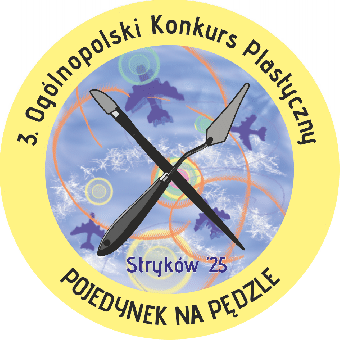 3. Ogólnopolski Konkurs Plastyczny
Stryków '25
POJEDYNEK NA PĘDZLE